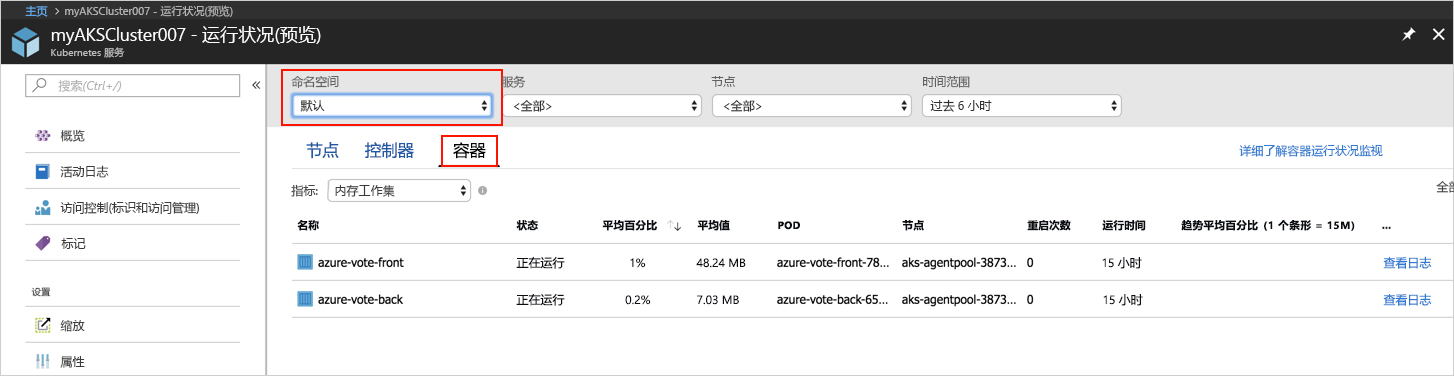 主页 > myAKSCluster007 - 运行状况(预览)
myAKSCluster007 - 运行状况(预览)
Kubernetes 服务
搜索(Ctrl+/)
概览
活动日志
访问控制(标识和访问管理)
标记
设置
缩放
属性
命名空间 服务 节点 时间范围
默认 <全部> <全部> 过去 6 小时
节点 控制器 容器 详细了解容器运行状况监视
指标: 内存工作集 全部
名称 状态 平均百分比 ↑↓ 平均值 POD 节点 重启次数 运行时间 趋势平均百分比 (1 个条形 = 15M) ...
azure-vote-front 正在运行 1% 48.24 MB azure-vote-front-78... aks-agentpool-3873... 0 15 小时 查看日志
azure-vote-back 正在运行 0.2% 7.03 MB azure-vote-back-65... aks-agentpool-3873... 0 15 小时 查看日志